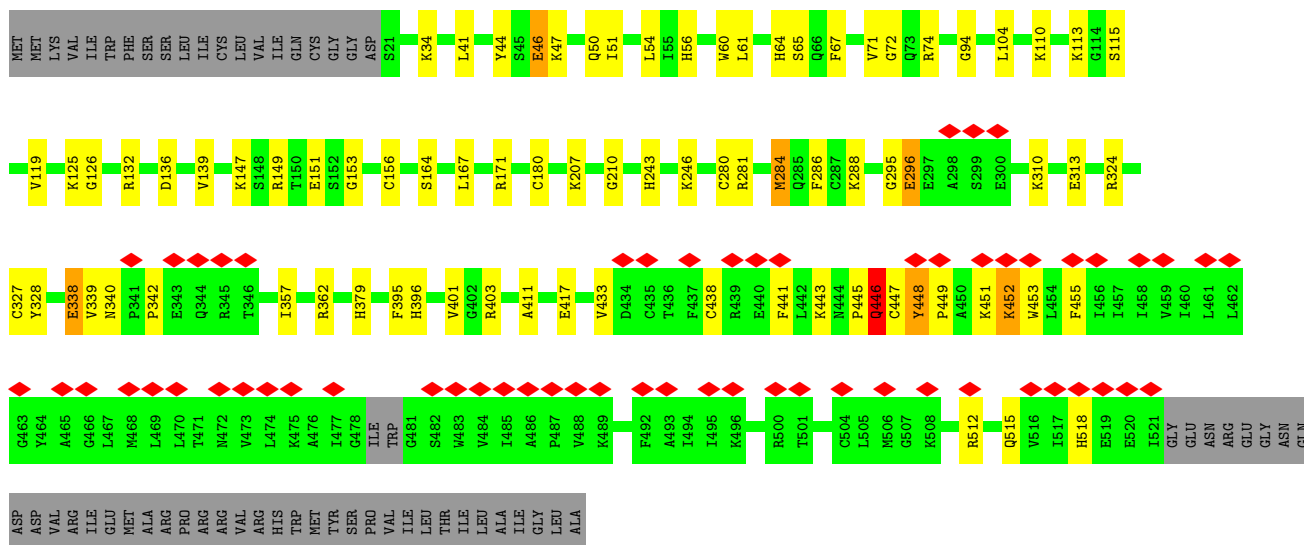 MET MET LYS VAL ILE TRP PHE SER SER LEU ILE CYS LEU VAL ILE GLN CYS GLY GLY ASP S21 K34 L41 Y44 S45 E46 K47 Q50 I51 L54 I55 H56 W60 L61 H64 S65 Q66 F67 V71 G72 Q73 R74 G94 L104 K110 K113 G114 S115
V119 K125 G126 R132 D136 V139 K147 S148 R149 T150 E151 S152 G153 C156 S164 L167 R171 C180 K207 G210 H243 K246 C280 R281 M284 Q285 F286 C287 K288 G295 E296 E297 A298 S299 E300 K310 E313 R324
C327 Y328 E338 V339 N340 P341 P342 E343 Q344 R345 T346 I357 R362 H379 F395 H396 V401 G402 R403 A411 E417 V433 D434 C435 T436 F437 C438 R439 E440 F441 L442 K443 N444 P445 Q446 C447 Y448 P449 A450 K451 K452 W453 L454 F455 I456 I457 I458 V459 I460 L461 L462
G463 Y464 A465 G466 L467 M468 L469 L470 T471 N472 V473 L474 K475 A476 I477 G478 ILE TRP G481 S482 W483 V484 I485 A486 P487 V488 K489 F492 A493 I494 I495 K496 R500 T501 C504 L505 M506 G507 K508 R512 Q515 V516 I517 H518 E519 E520 I521 GLY GLU ASN ARG GLU GLY ASN GLN
ASP ASP VAL ARG ILE GLU MET ALA ARG PRO ARG ARG VAL ARG HIS TRP MET TYR SER PRO VAL ILE LEU THR ILE LEU ALA ILE GLY LEU ALA